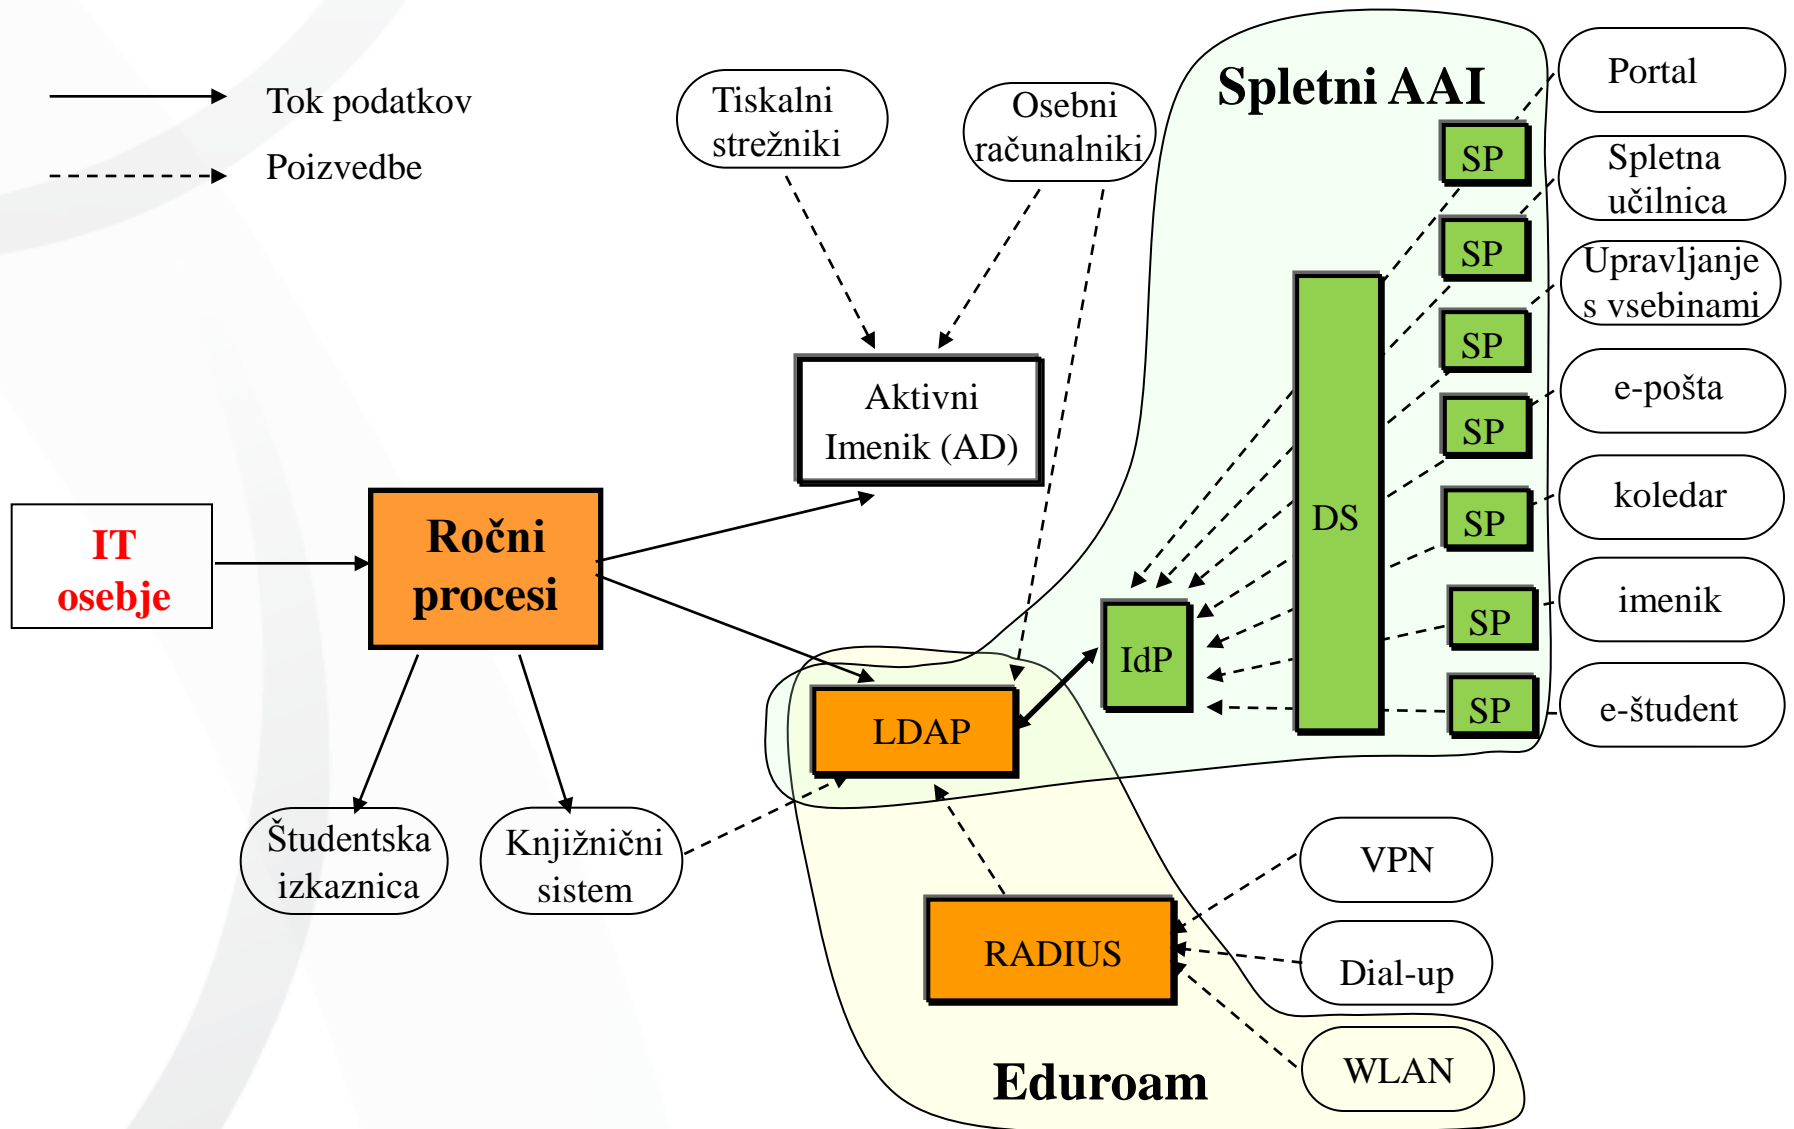 Tok podatkov
Poizvedbe
Tiskalni
strežniki
Osebni
računalniki
Spletni AAI
Portal
Spletna
učilnica
Upravljanje
s vsebinami
e-pošta
koledar
imenik
e-študent
SP
SP
SP
SP
SP
SP
SP
DS
IdP
Aktivni
Imenik (AD)
IT
osebje
Ročni
procesi
LDAP
Študentska
izkaznica
Knjižnični
sistem
RADIUS
VPN
Dial-up
WLAN
Eduroam